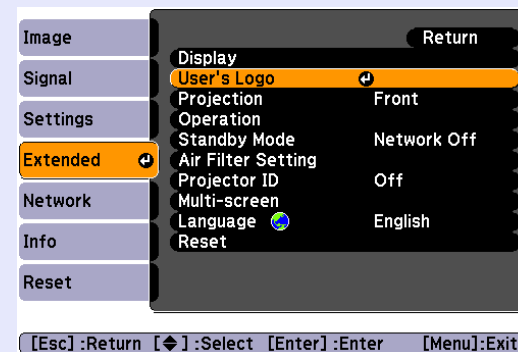 Image
Signal
Settings
Extended
Network
Info
Reset
Return
Display
User's Logo
Projection Front
Operation
Standby Mode Network Off
Air Filter Setting
Projector ID Off
Multi-screen
Language English
Reset
[Esc] :Return [◆] :Select [Enter] :Enter [Menu]:Exit